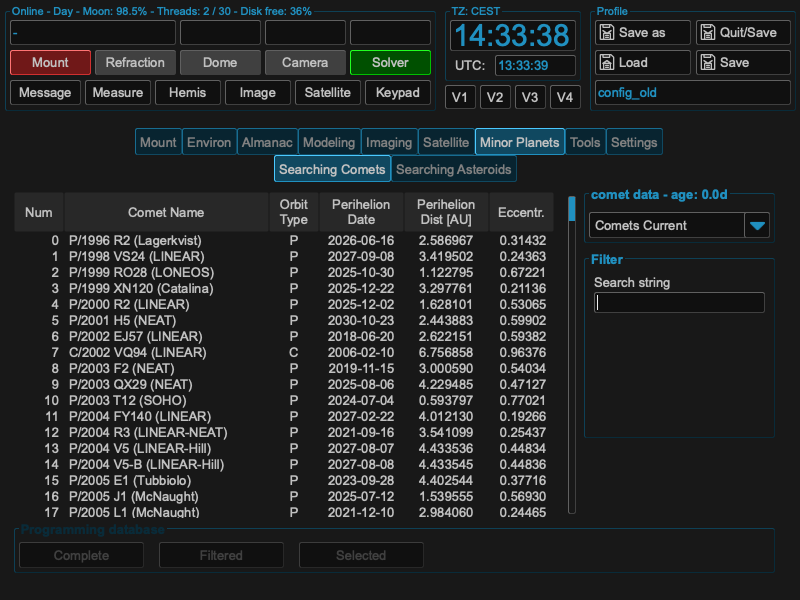 Online - Day - Moon: 98.5% - Threads: 2 / 30 - Disk free: 36%
-
Mount Refraction Dome Camera Solver
Message Measure Hemis Image Satellite Keypad
TZ: CEST
14:33:38
UTC: 13:33:39
V1 V2 V3 V4
Profile
Save as Quit/Save
Load Save
config_old
Mount Environ Almanac Modeling Imaging Satellite Minor Planets Tools Settings
Searching Comets Searching Asteroids
Num Comet Name Orbit Type Perihelion Date Perihelion Dist [AU] Eccentr.
0 P/1996 R2 (Lagerkvist) P 2026-06-16 2.586967 0.31432
1 P/1998 VS24 (LINEAR) P 2027-09-08 3.419502 0.24363
2 P/1999 RO28 (LONEOS) P 2025-10-30 1.122795 0.67221
3 P/1999 XN120 (Catalina) P 2025-12-22 3.297761 0.21136
4 P/2000 R2 (LINEAR) P 2025-12-02 1.628101 0.53065
5 P/2001 H5 (NEAT) P 2030-10-23 2.443883 0.59902
6 P/2002 EJ57 (LINEAR) P 2018-06-20 2.622151 0.59382
7 C/2002 VQ94 (LINEAR) C 2006-02-10 6.756858 0.96376
8 P/2003 F2 (NEAT) P 2019-11-15 3.000590 0.54034
9 P/2003 QX29 (NEAT) P 2025-08-06 4.229485 0.47127
10 P/2003 T12 (SOHO) P 2024-07-04 0.593797 0.77021
11 P/2004 FY140 (LINEAR) P 2027-02-22 4.012130 0.19266
12 P/2004 R3 (LINEAR-NEAT) P 2021-09-16 3.541099 0.25437
13 P/2004 V5 (LINEAR-Hill) P 2027-08-07 4.433536 0.44834
14 P/2004 V5-B (LINEAR-Hill) P 2027-08-08 4.433545 0.44836
15 P/2005 E1 (Tubbiolo) P 2023-09-28 4.402544 0.37716
16 P/2005 J1 (McNaught) P 2025-07-12 1.539555 0.56930
17 P/2005 L1 (McNaught) P 2021-12-10 2.984060 0.24465
comet data - age: 0.0d
Comets Current
Filter
Search string
Programming database
Complete Filtered Selected